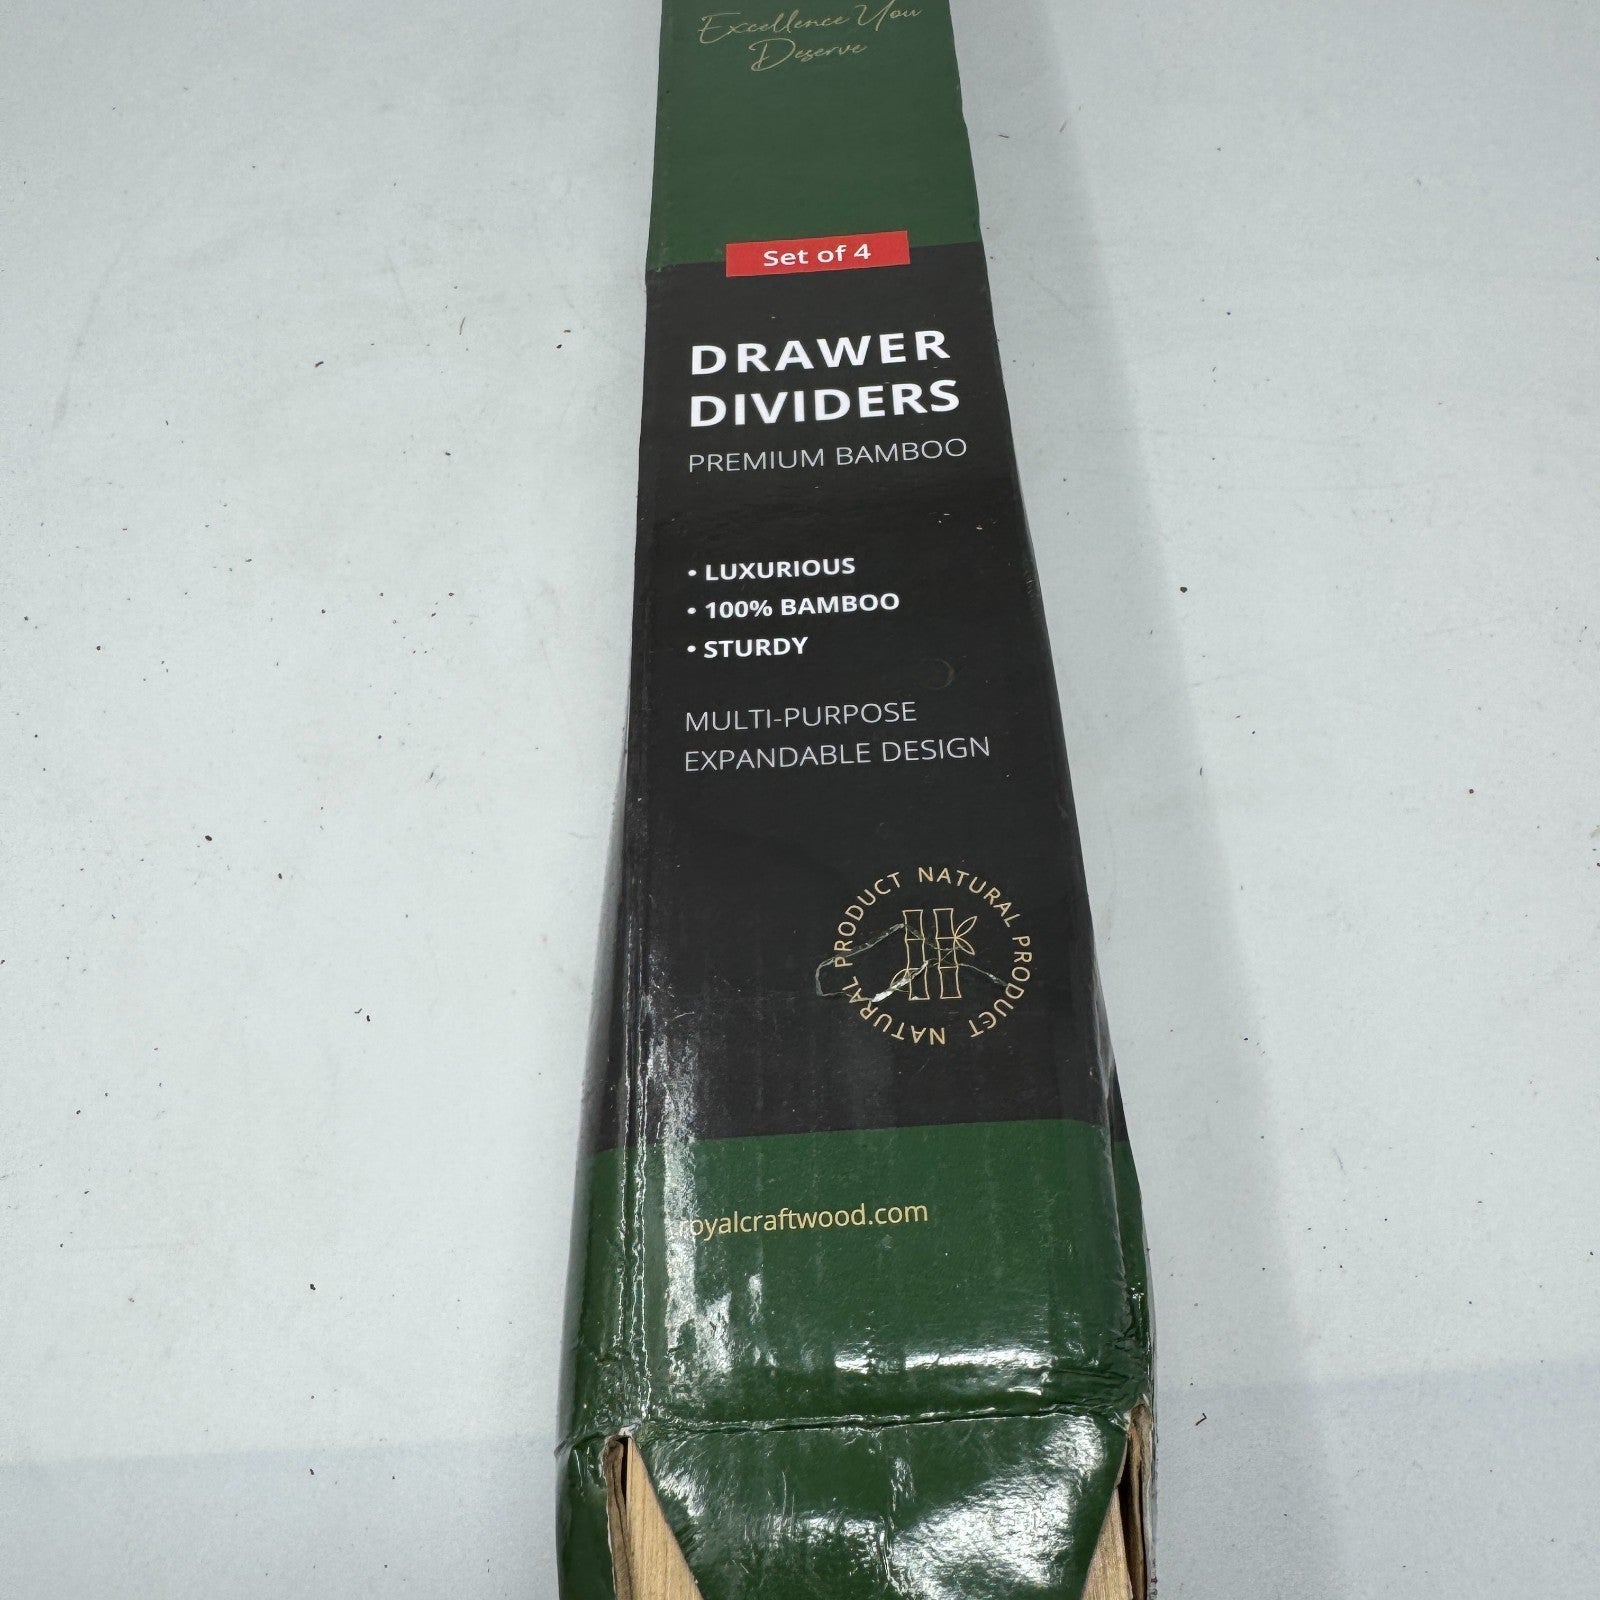 Excellence You
Deserve
Set of 4
DRAWER
DIVIDERS
PREMIUM BAMBOO
• LUXURIOUS
• 100% BAMBOO
• STURDY
MULTI-PURPOSE
EXPANDABLE DESIGN
NATURAL PRODUCT NATURAL PRODUCT
royalcraftwood.com